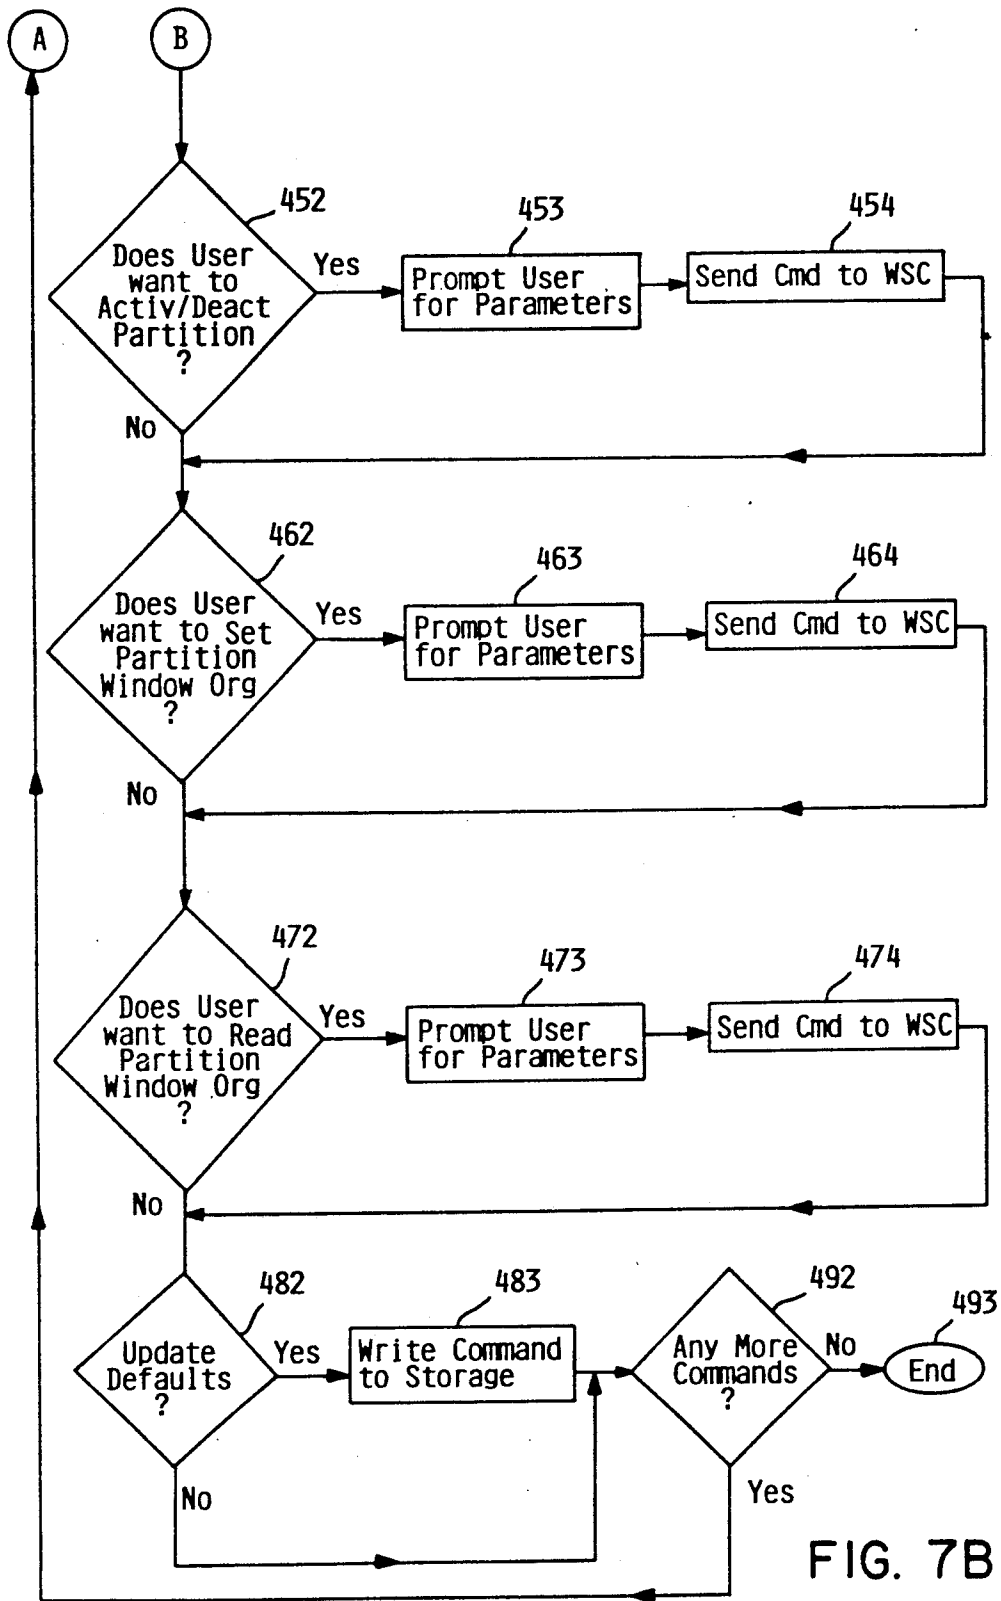 A
B
452
Does User
want to
Activ/Deact
Partition
?
Yes
453
Prompt User
for Parameters
454
Send Cmd to WSC
No
462
Does User
want to Set
Partition
Window Org
?
Yes
463
Prompt User
for Parameters
464
Send Cmd to WSC
No
472
Does User
want to Read
Partition
Window Org
?
Yes
473
Prompt User
for Parameters
474
Send Cmd to WSC
No
482
Update
Defaults
?
Yes
483
Write Command
to Storage
492
Any More
Commands
?
No
493
End
No
Yes
FIG. 7B